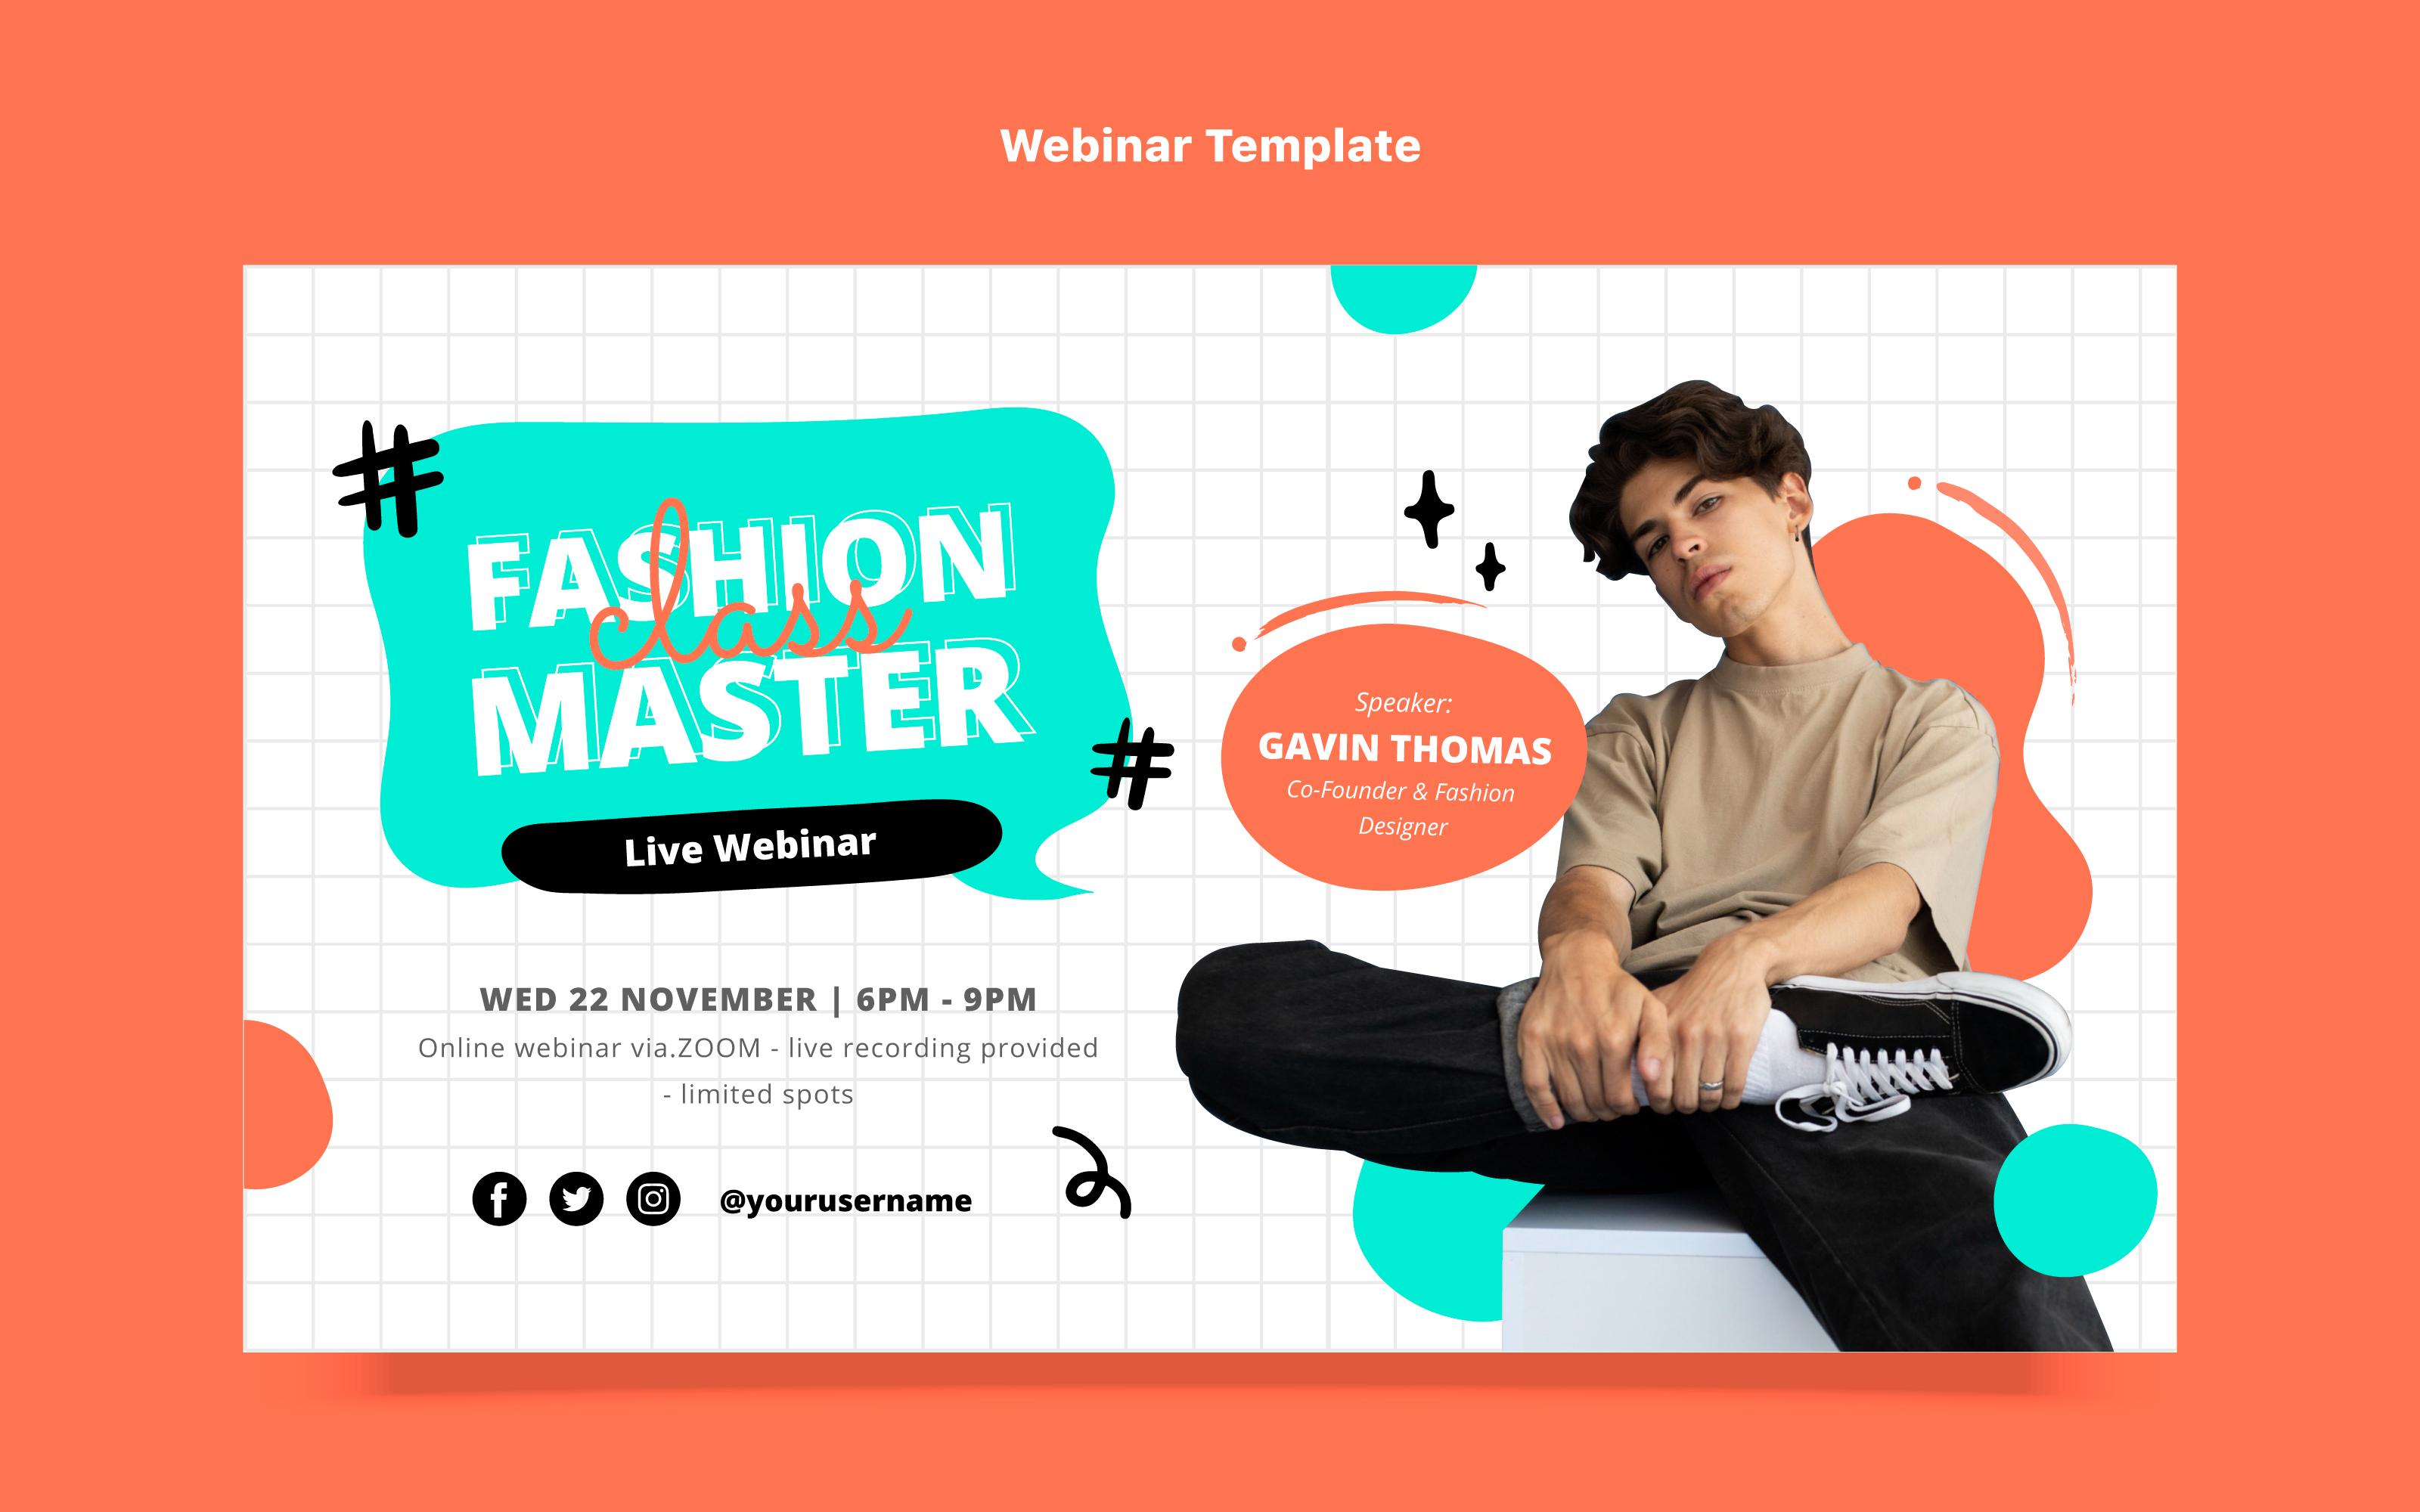 Webinar Template
FASHION
class
MASTER
Live Webinar
WED 22 NOVEMBER | 6PM - 9PM
Online webinar via.ZOOM - live recording provided
- limited spots
@yourusername
Speaker:
GAVIN THOMAS
Co-Founder & Fashion
Designer